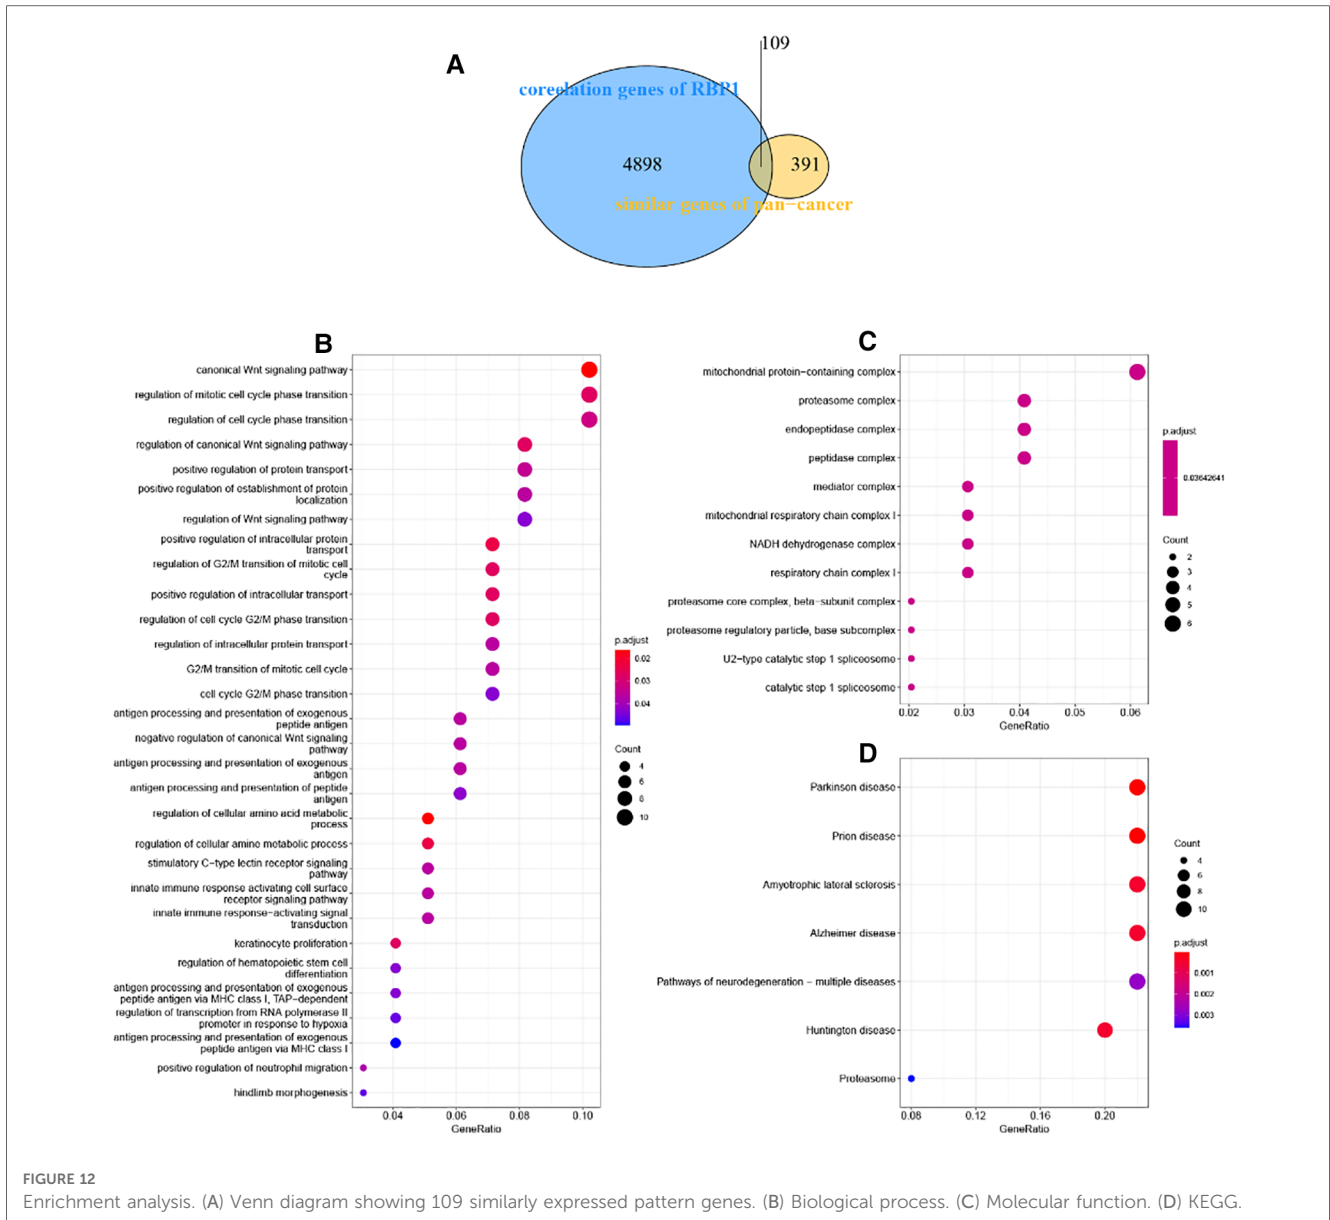 A
109
coreelation genes of RBP1
4898
391
similar genes of pan−cancer
B
canonical Wnt signaling pathway
regulation of mitotic cell cycle phase transition
regulation of cell cycle phase transition
regulation of canonical Wnt signaling pathway
positive regulation of protein transport
positive regulation of establishment of protein
localization
regulation of Wnt signaling pathway
positive regulation of intracellular protein
transport
regulation of G2/M transition of mitotic cell
cycle
positive regulation of intracellular transport
regulation of cell cycle G2/M phase transition
regulation of intracellular protein transport
G2/M transition of mitotic cell cycle
cell cycle G2/M phase transition
antigen processing and presentation of exogenous
peptide antigen
negative regulation of canonical Wnt signaling
pathway
antigen processing and presentation of exogenous
antigen
antigen processing and presentation of peptide
antigen
regulation of cellular amino acid metabolic
process
regulation of cellular amine metabolic process
stimulatory C−type lectin receptor signaling
pathway
innate immune response activating cell surface
receptor signaling pathway
innate immune response−activating signal
transduction
keratinocyte proliferation
regulation of hematopoietic stem cell
differentiation
antigen processing and presentation of exogenous
peptide antigen via MHC class I, TAP−dependent
regulation of transcription from RNA polymerase II
promoter in response to hypoxia
antigen processing and presentation of exogenous
peptide antigen via MHC class I
positive regulation of neutrophil migration
hindlimb morphogenesis
0.04 0.06 0.08 0.10
GeneRatio
p.adjust
0.02
0.03
0.04
Count
4
6
8
10
C
mitochondrial protein−containing complex
proteasome complex
endopeptidase complex
peptidase complex
mediator complex
mitochondrial respiratory chain complex I
NADH dehydrogenase complex
respiratory chain complex I
proteasome core complex, beta−subunit complex
proteasome regulatory particle, base subcomplex
U2−type catalytic step 1 spliceosome
catalytic step 1 spliceosome
0.02 0.03 0.04 0.05 0.06
GeneRatio
p.adjust
0.03642641
Count
2
3
4
5
6
D
Parkinson disease
Prion disease
Amyotrophic lateral sclerosis
Alzheimer disease
Pathways of neurodegeneration − multiple diseases
Huntington disease
Proteasome
0.08 0.12 0.16 0.20
GeneRatio
Count
4
6
8
10
p.adjust
0.001
0.002
0.003
FIGURE 12
Enrichment analysis. (A) Venn diagram showing 109 similarly expressed pattern genes. (B) Biological process. (C) Molecular function. (D) KEGG.